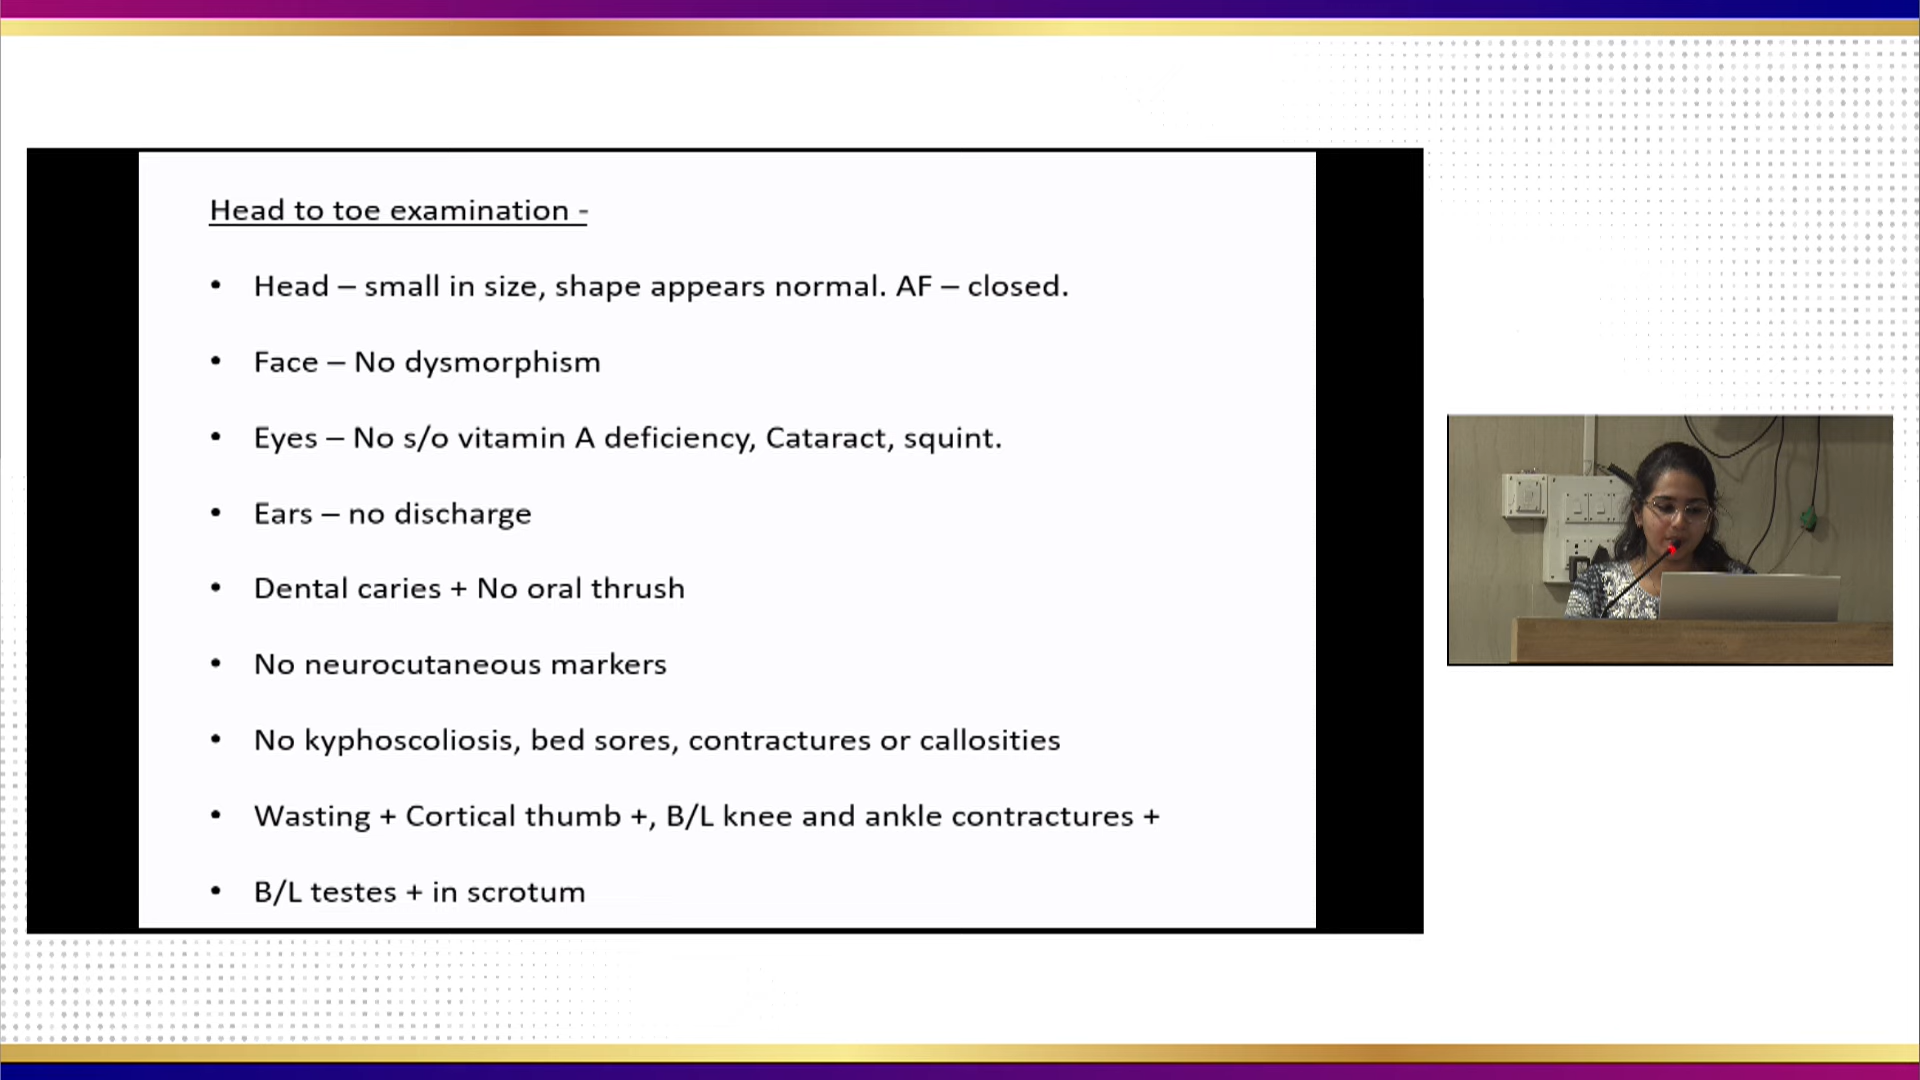 Head to toe examination -
• Head – small in size, shape appears normal. AF – closed.
• Face – No dysmorphism
• Eyes – No s/o vitamin A deficiency, Cataract, squint.
• Ears – no discharge
• Dental caries + No oral thrush
• No neurocutaneous markers
• No kyphoscoliosis, bed sores, contractures or callosities
• Wasting + Cortical thumb +, B/L knee and ankle contractures +
• B/L testes + in scrotum